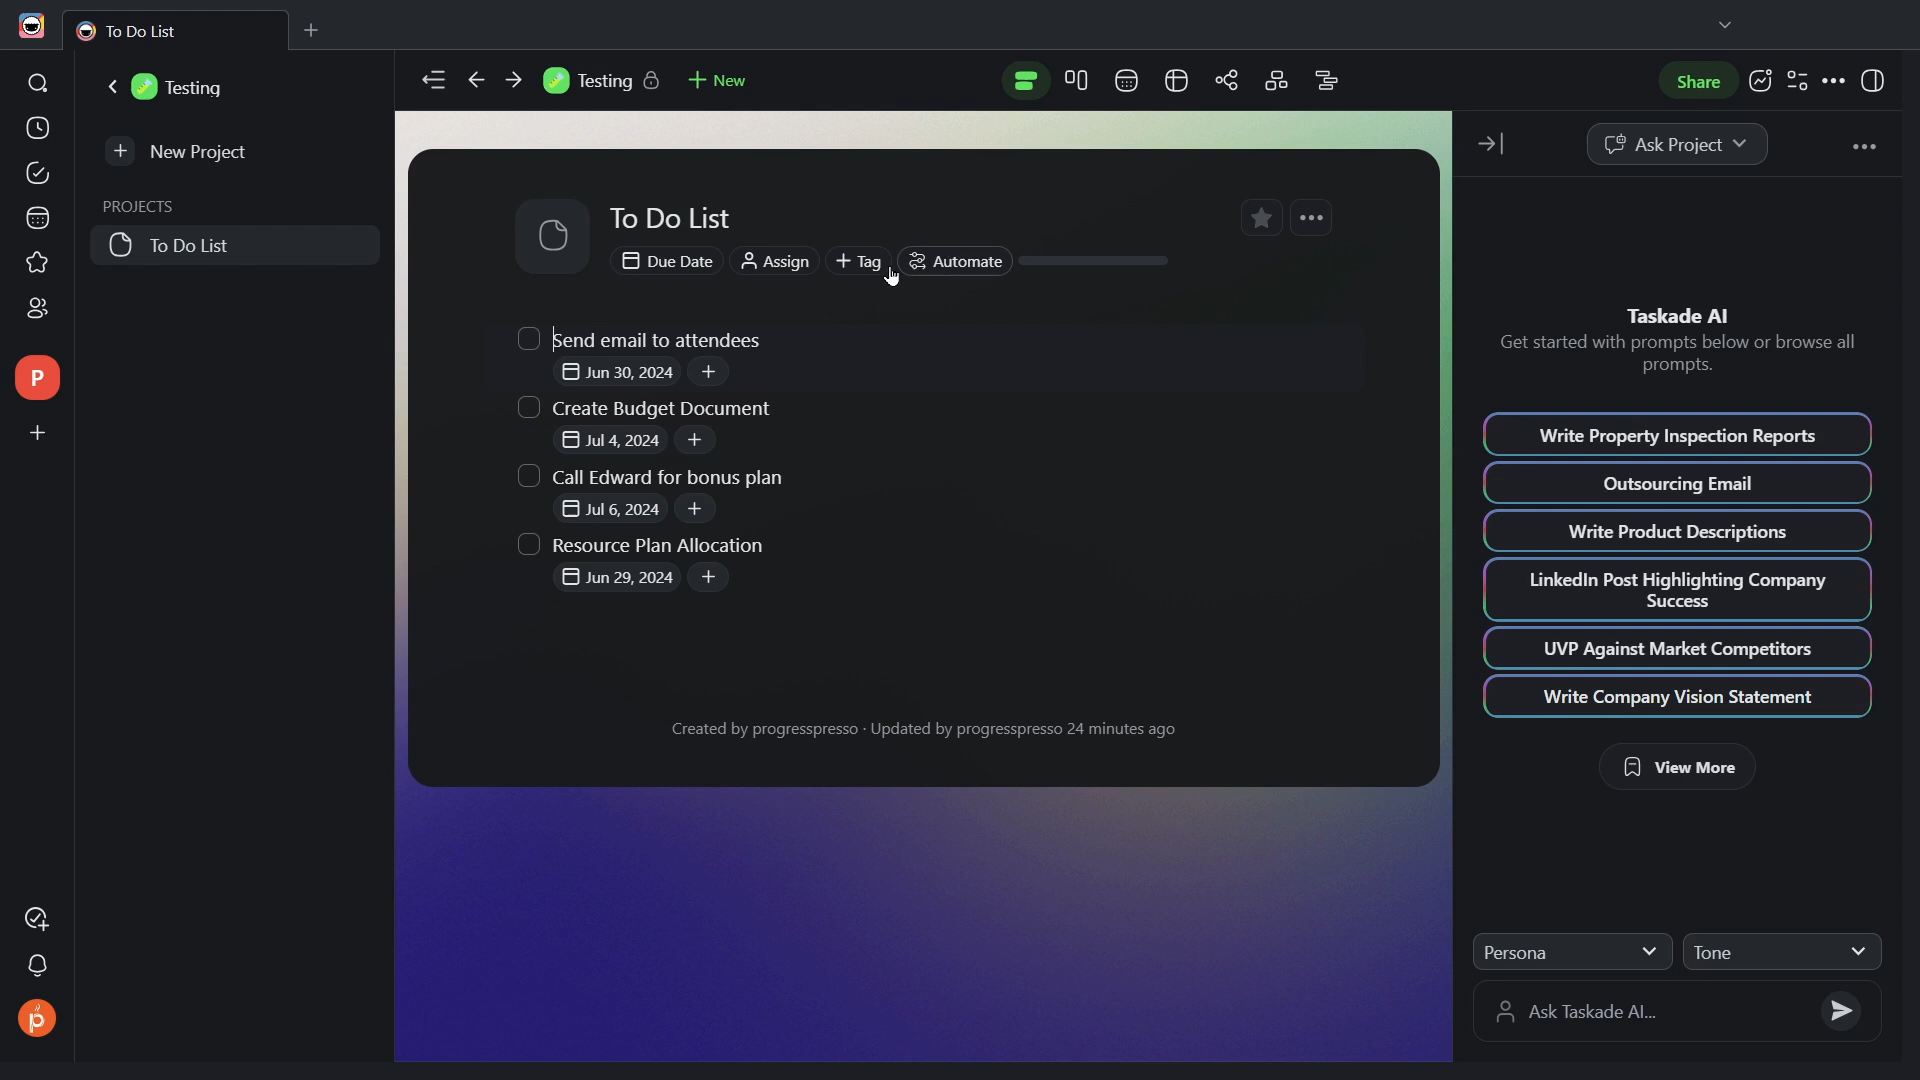 To Do List
Testing
New Project
PROJECTS
To Do List
P
Testing
New
Share
To Do List
Due Date
Assign
Tag
Automate
Send email to attendees
Jun 30, 2024
Create Budget Document
Jul 4, 2024
Call Edward for bonus plan
Jul 6, 2024
Resource Plan Allocation
Jun 29, 2024
Created by progresspresso · Updated by progresspresso 24 minutes ago
Ask Project
Taskade AI
Get started with prompts below or browse all
prompts.
Write Property Inspection Reports
Outsourcing Email
Write Product Descriptions
LinkedIn Post Highlighting Company
Success
UVP Against Market Competitors
Write Company Vision Statement
View More
Persona
Tone
Ask Taskade AI...